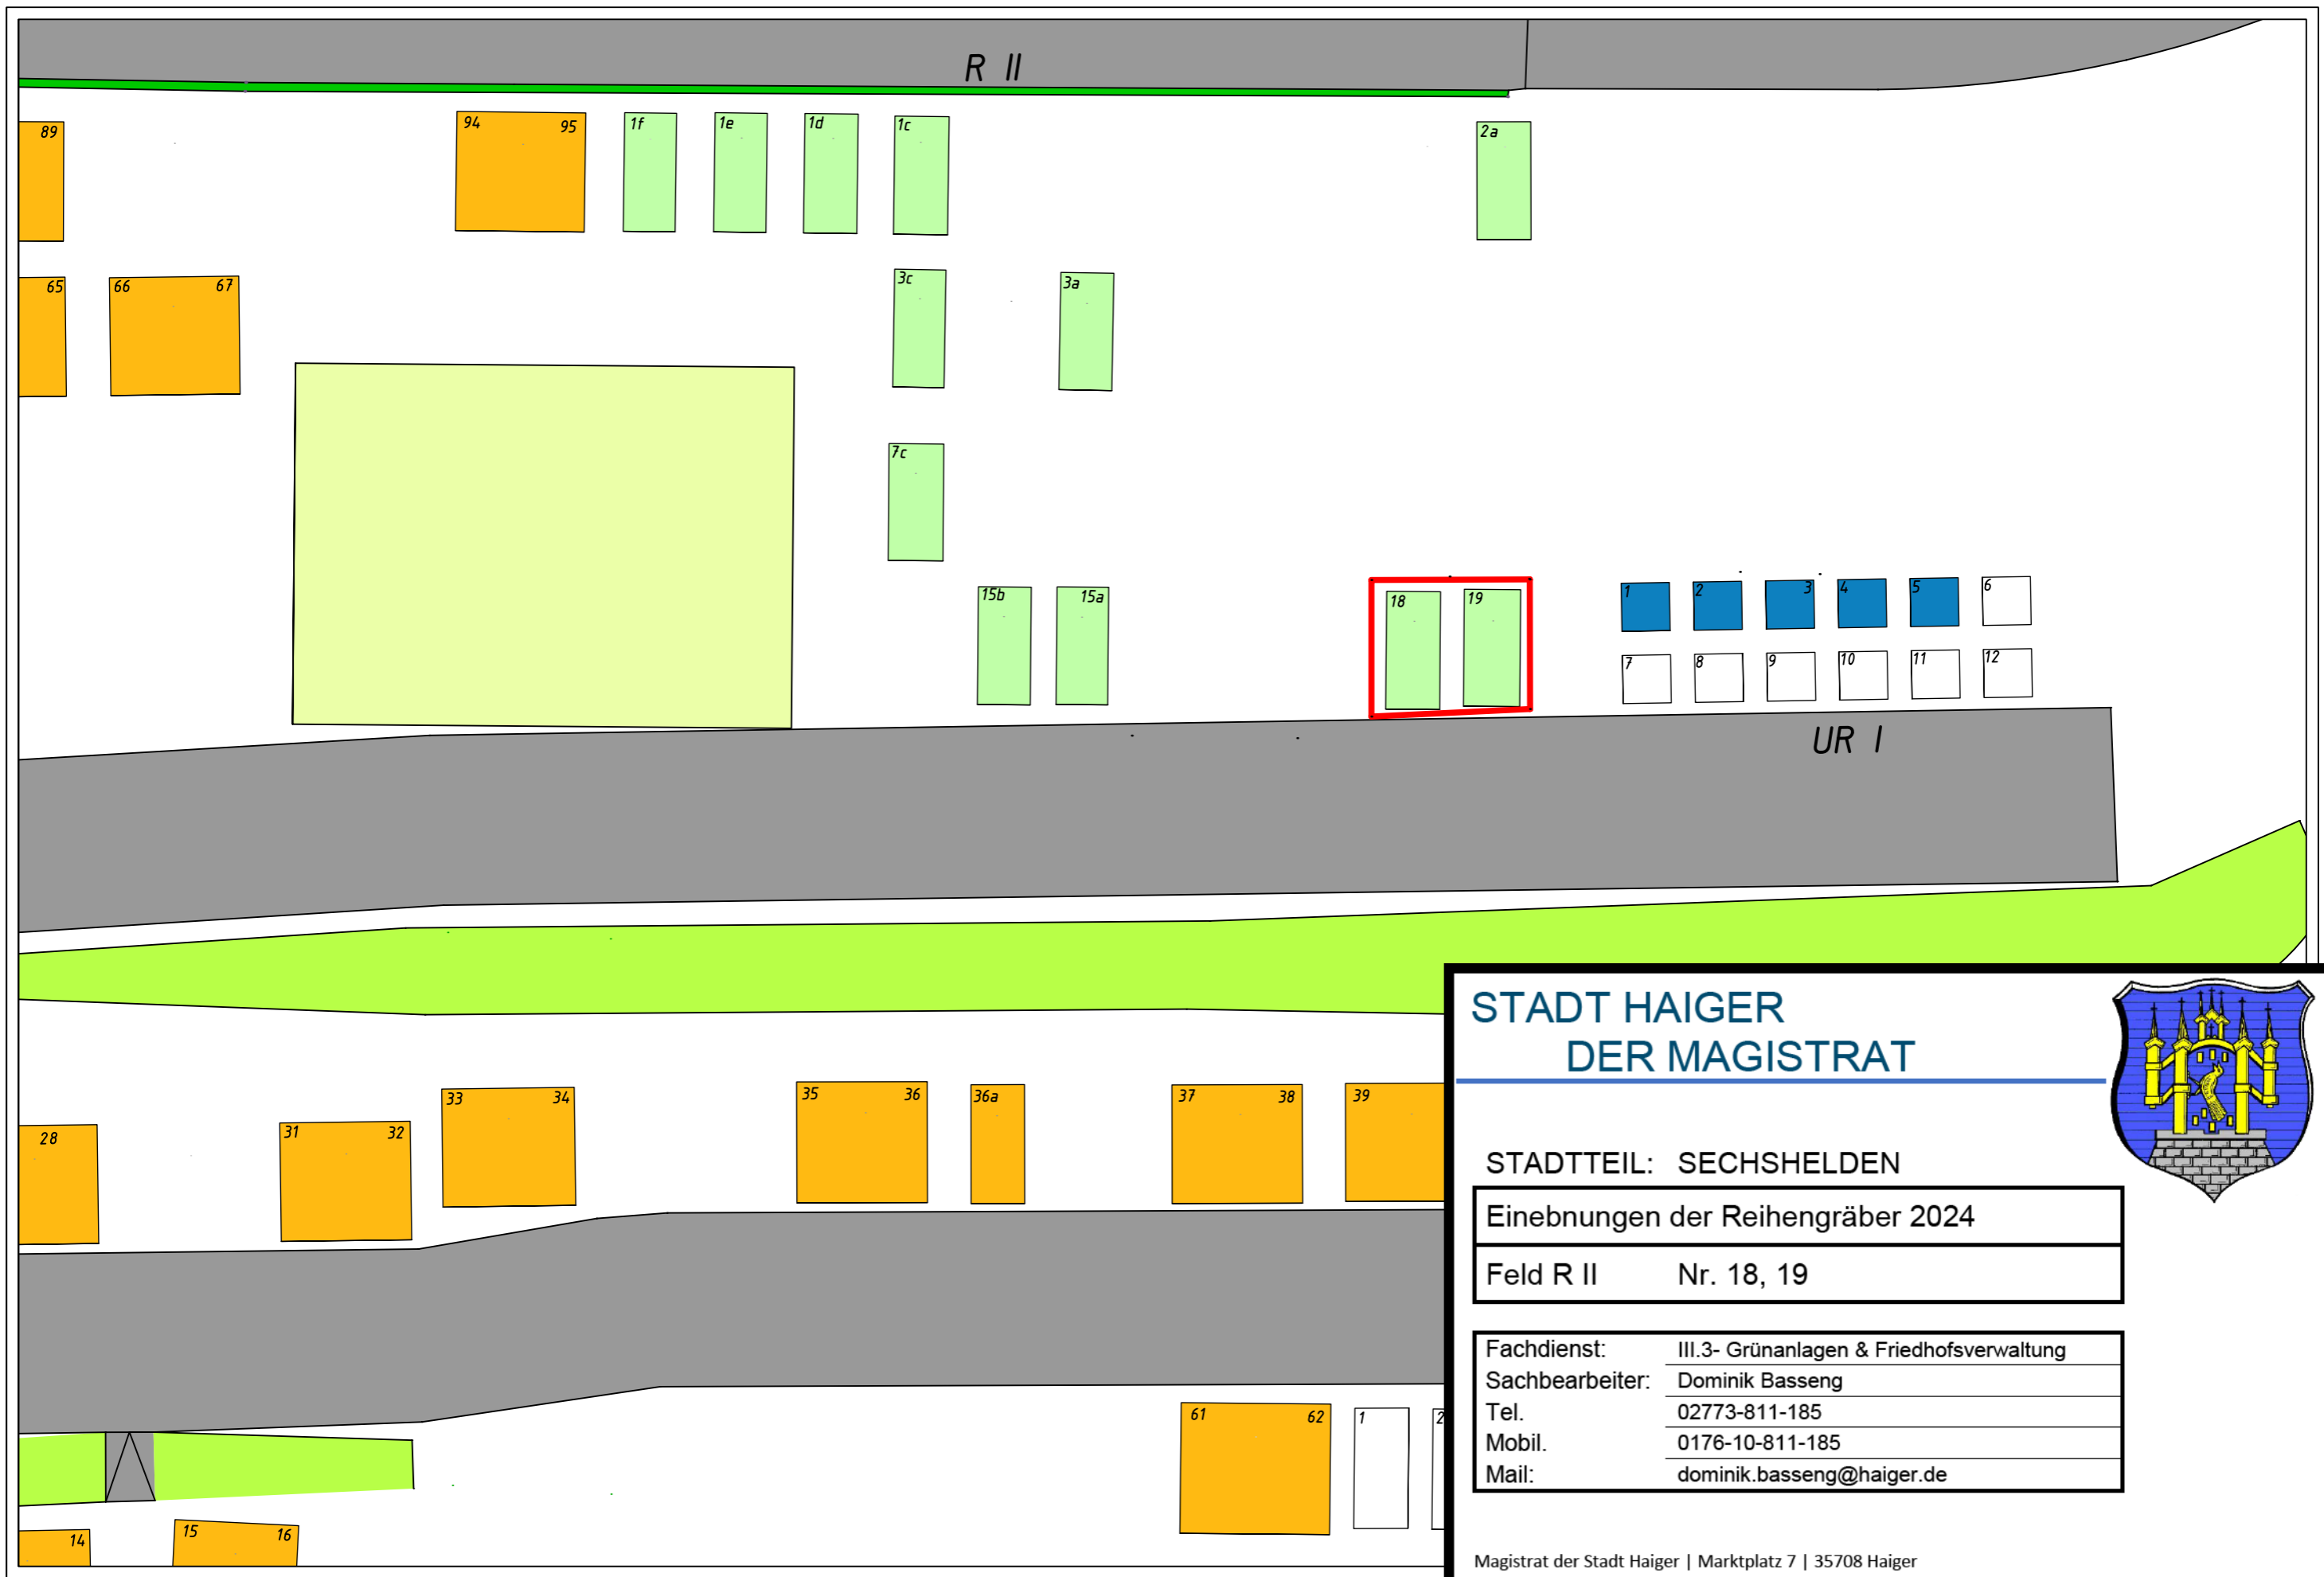 R II
89
94 95
1f
1e
1d
1c
2a
65
66 67
3c
3a
7c
15b
15a
18
19
1
2
3
4
5
6
7
8
9
10
11
12
UR I
28
31 32
33 34
35 36
36a
37 38
39
61 62
1
2
14
15 16
STADT HAIGER
DER MAGISTRAT
STADTTEIL: SECHSHELDEN
Einebnungen der Reihengräber 2024
Feld R II Nr. 18, 19
Fachdienst: III.3- Grünanlagen & Friedhofsverwaltung
Sachbearbeiter: Dominik Basseng
Tel. 02773-811-185
Mobil. 0176-10-811-185
Mail: dominik.basseng@haiger.de
Magistrat der Stadt Haiger | Marktplatz 7 | 35708 Haiger